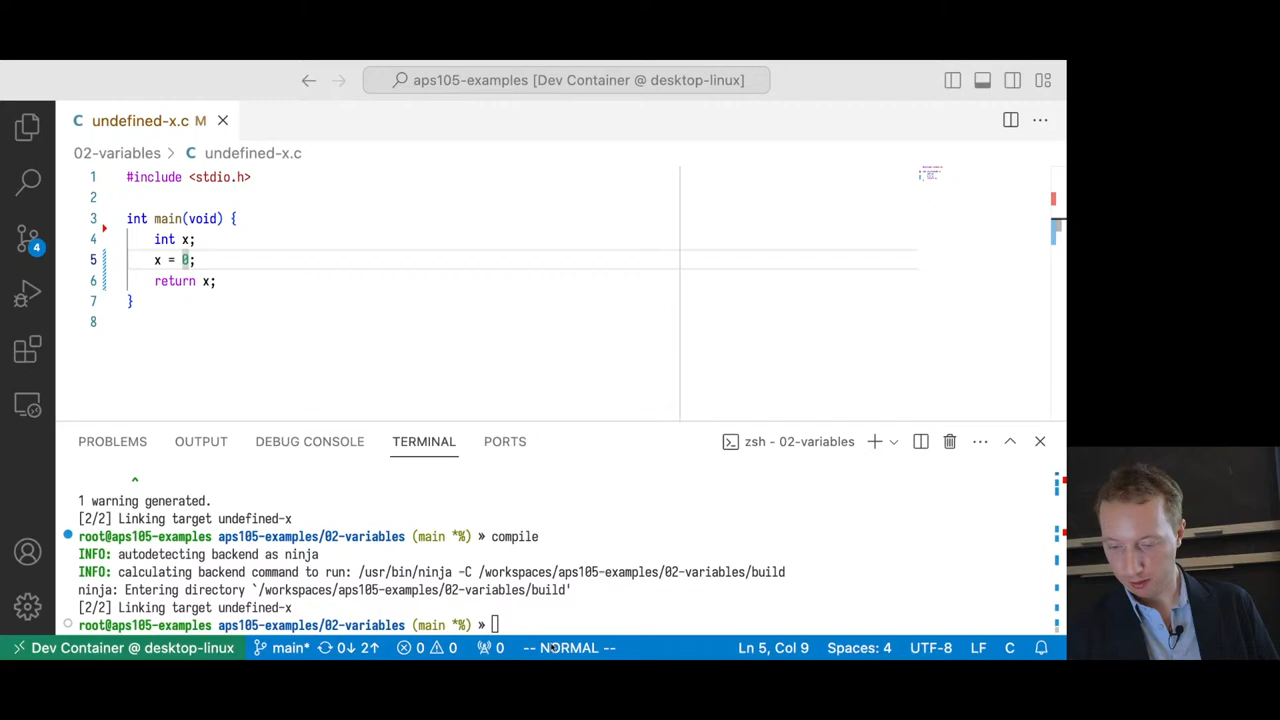 aps105-examples [Dev Container @ desktop-linux]
C undefined-x.c M
02-variables > C undefined-x.c
1 #include <stdio.h>
2
3 int main(void) {
4 int x;
5 x = 0;
6 return x;
7 }
8
4
PROBLEMS OUTPUT DEBUG CONSOLE TERMINAL PORTS zsh - 02-variables
^
1 warning generated.
[2/2] Linking target undefined-x
root@aps105-examples aps105-examples/02-variables (main *%) » compile
INFO: autodetecting backend as ninja
INFO: calculating backend command to run: /usr/bin/ninja -C /workspaces/aps105-examples/02-variables/build
ninja: Entering directory `/workspaces/aps105-examples/02-variables/build'
[2/2] Linking target undefined-x
root@aps105-examples aps105-examples/02-variables (main *%) »
Dev Container @ desktop-linux main* 0↓ 2↑ 0 0 0 -- NORMAL -- Ln 5, Col 9 Spaces: 4 UTF-8 LF C